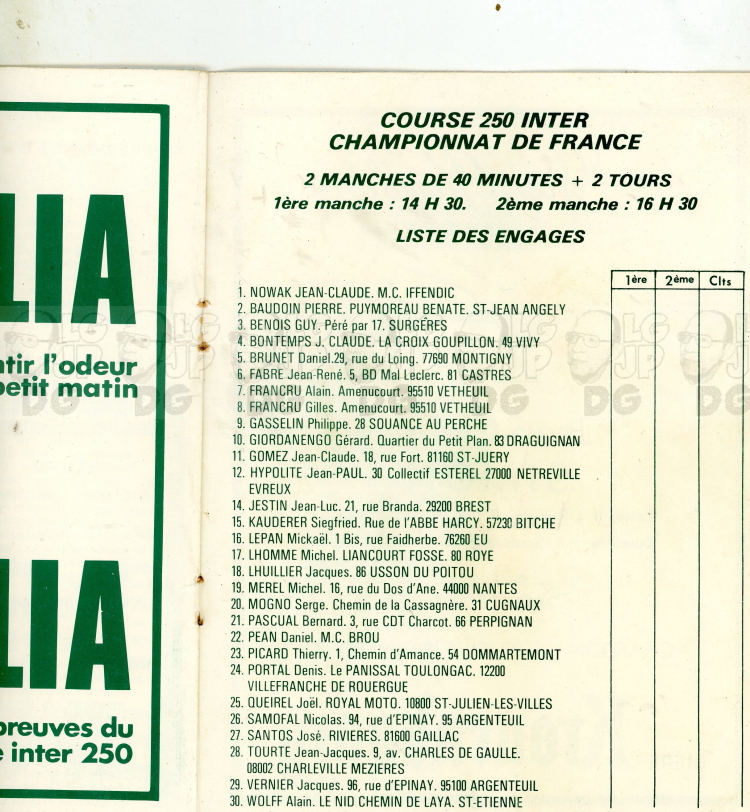 LIA
ntir l'odeur
petit matin
LIA
preuves du
e inter 250
COURSE 250 INTER
CHAMPIONNAT DE FRANCE
2 MANCHES DE 40 MINUTES + 2 TOURS
1ère manche : 14 H 30. 2ème manche : 16 H 30
LISTE DES ENGAGES
1ère 2ème Clts
1. NOWAK JEAN-CLAUDE. M.C. IFFENDIC
2. BAUDOIN PIERRE. PUYMOREAU BENATE. ST-JEAN ANGELY
3. BENOIS GUY. Péré par 17. SURGÉRES
4. BONTEMPS J. CLAUDE. LA CROIX GOUPILLON. 49 VIVY
5. BRUNET Daniel.29, rue du Loing. 77690 MONTIGNY
6. FABRE Jean-René. 5, BD Mal Leclerc. 81 CASTRES
7. FRANCRU Alain. Amenucourt. 95510 VETHEUIL
8. FRANCRU Gilles. Amenucourt. 95510 VETHEUIL
9. GASSELIN Philippe. 28 SOUANCE AU PERCHE
10. GIORDANENGO Gérard. Quartier du Petit Plan. 83 DRAGUIGNAN
11. GOMEZ Jean-Claude. 18, rue Fort. 81160 ST-JUERY
12. HYPOLITE Jean-PAUL. 30 Collectif ESTEREL 27000 NETREVILLE
EVREUX
14. JESTIN Jean-Luc. 21, rue Branda. 29200 BREST
15. KAUDERER Siegfried. Rue de l'ABBE HARCY. 57230 BITCHE
16. LEPAN Mickaël. 1 Bis, rue Faidherbe. 76260 EU
17. LHOMME Michel. LIANCOURT FOSSE. 80 ROYE
18. LHUILLIER Jacques. 86 USSON DU POITOU
19. MEREL Michel. 16, rue du Dos d'Ane. 44000 NANTES
20. MOGNO Serge. Chemin de la Cassagnère. 31 CUGNAUX
21. PASCUAL Bernard. 3, rue CDT Charcot. 66 PERPIGNAN
22. PEAN Daniel. M.C. BROU
23. PICARD Thierry. 1, Chemin d'Amance. 54 DOMMARTEMONT
24. PORTAL Denis. Le PANISSAL TOULONGAC. 12200
VILLEFRANCHE DE ROUERGUE
25. QUEIREL Joël. ROYAL MOTO. 10800 ST-JULIEN-LES-VILLES
26. SAMOFAL Nicolas. 94, rue d'EPINAY. 95 ARGENTEUIL
27. SANTOS José. RIVIERES. 81600 GAILLAC
28. TOURTE Jean-Jacques. 9, av. CHARLES DE GAULLE.
08002 CHARLEVILLE MEZIERES
29. VERNIER Jacques. 96, rue d'EPINAY. 95100 ARGENTEUIL
30. WOLFF Alain. LE NID CHEMIN DE LAYA. ST-ETIENNE